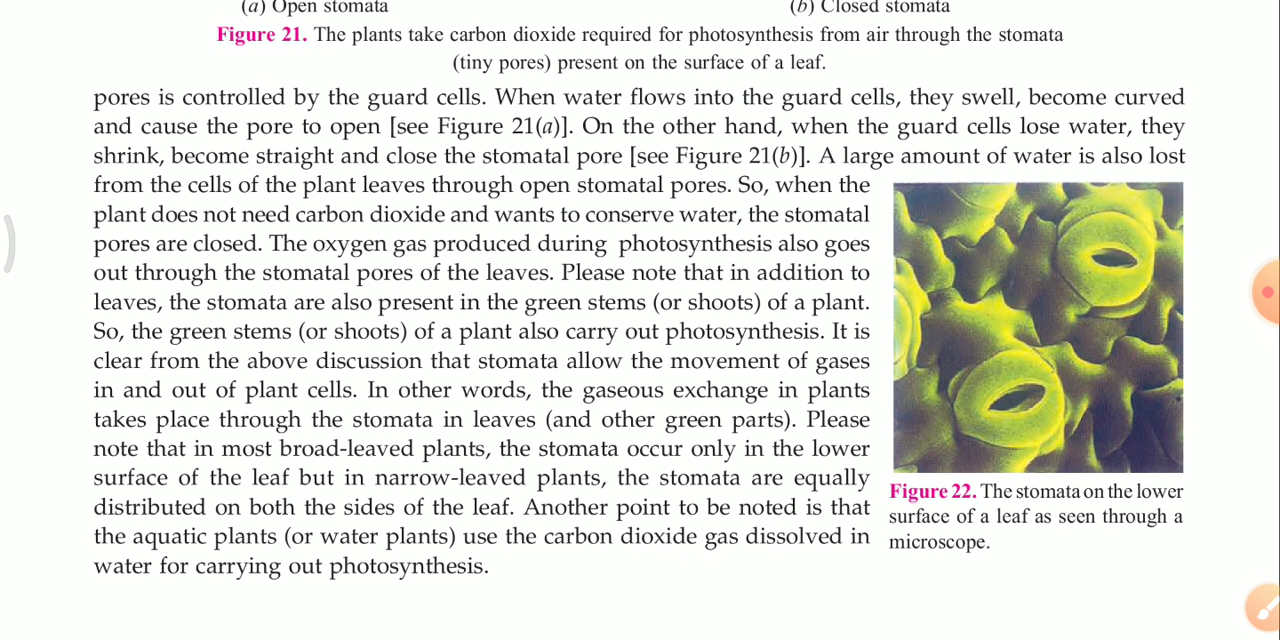 (a) Open stomata (b) Closed stomata
Figure 21. The plants take carbon dioxide required for photosynthesis from air through the stomata
(tiny pores) present on the surface of a leaf.
pores is controlled by the guard cells. When water flows into the guard cells, they swell, become curved
and cause the pore to open [see Figure 21(a)]. On the other hand, when the guard cells lose water, they
shrink, become straight and close the stomatal pore [see Figure 21(b)]. A large amount of water is also lost
from the cells of the plant leaves through open stomatal pores. So, when the
plant does not need carbon dioxide and wants to conserve water, the stomatal
pores are closed. The oxygen gas produced during photosynthesis also goes
out through the stomatal pores of the leaves. Please note that in addition to
leaves, the stomata are also present in the green stems (or shoots) of a plant.
So, the green stems (or shoots) of a plant also carry out photosynthesis. It is
clear from the above discussion that stomata allow the movement of gases
in and out of plant cells. In other words, the gaseous exchange in plants
takes place through the stomata in leaves (and other green parts). Please
note that in most broad-leaved plants, the stomata occur only in the lower
surface of the leaf but in narrow-leaved plants, the stomata are equally
distributed on both the sides of the leaf. Another point to be noted is that
the aquatic plants (or water plants) use the carbon dioxide gas dissolved in
water for carrying out photosynthesis.
Figure 22. The stomata on the lower
surface of a leaf as seen through a
microscope.